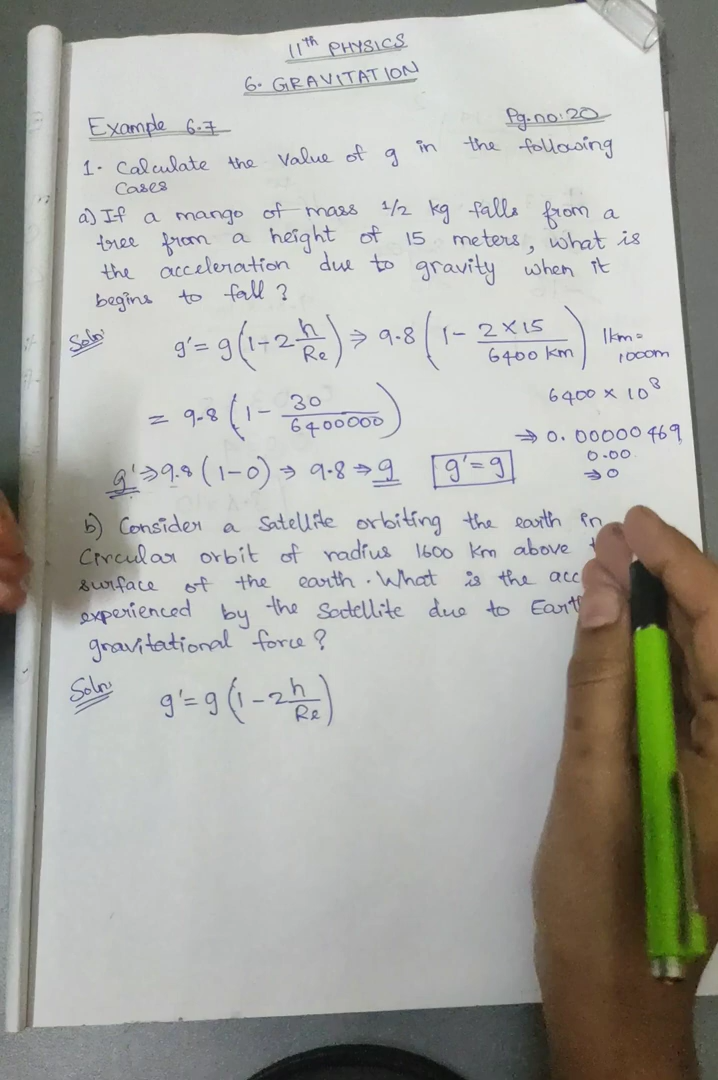 11th PHYSICS
6. GRAVITATION
Example 6.7 Pg.no: 20
1. Calculate the value of g in the following
cases
a) If a mango of mass 1/2 kg falls from a
tree from a height of 15 meters, what is
the acceleration due to gravity when it
begins to fall?
Soln: g' = g (1 - 2 h/Re) ⇒ 9.8 (1 - 2×15/6400 km) 1km = 1000m
= 9.8 (1 - 30/6400000) 6400 × 10³
⇒ 0.00000469
0.00
⇒ 0
g' ⇒ 9.8 (1-0) ⇒ 9.8 ⇒ g g' = g
b) Consider a satellite orbiting the earth in
circular orbit of radius 1600 km above
surface of the earth. What is the acc
experienced by the Satellite due to Eart
gravitational force?
Soln: g' = g (1 - 2 h/Re)